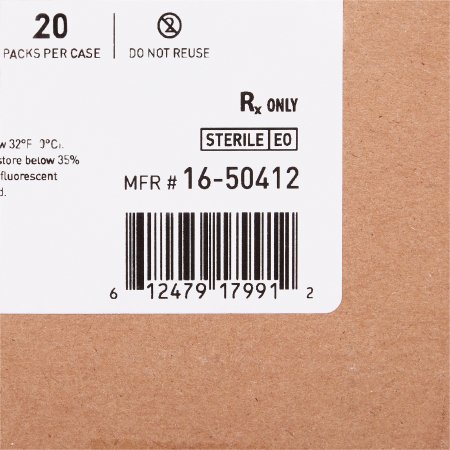 20
PACKS PER CASE
DO NOT REUSE
Rx ONLY
STERILE EO
w 32°F 0°C).
store below 35%
fluorescent
d.
MFR # 16-50412
6 12479 17991 2